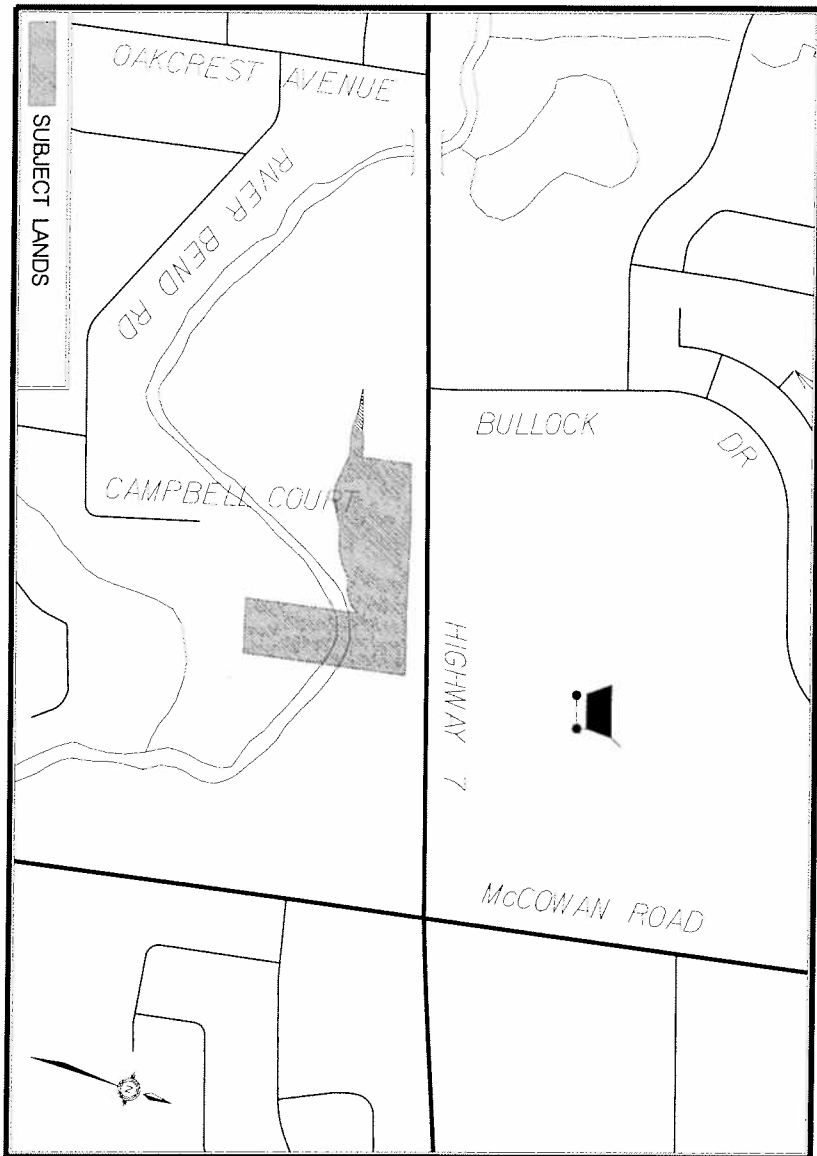 OAKCREST AVENUE
RIVER BEND RD
SUBJECT LANDS
BULLOCK
DR
CAMPBELL COURT
HIGHWAY 7
McCOWAN ROAD